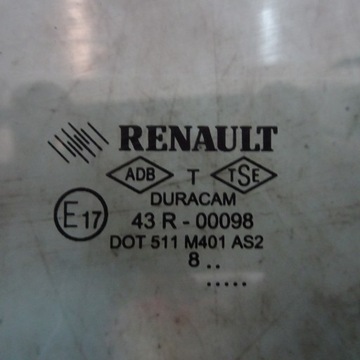 RENAULT
ADB T TSE
DURACAM
E17 43 R - 00098
DOT 511 M401 AS2
8 ..
.....